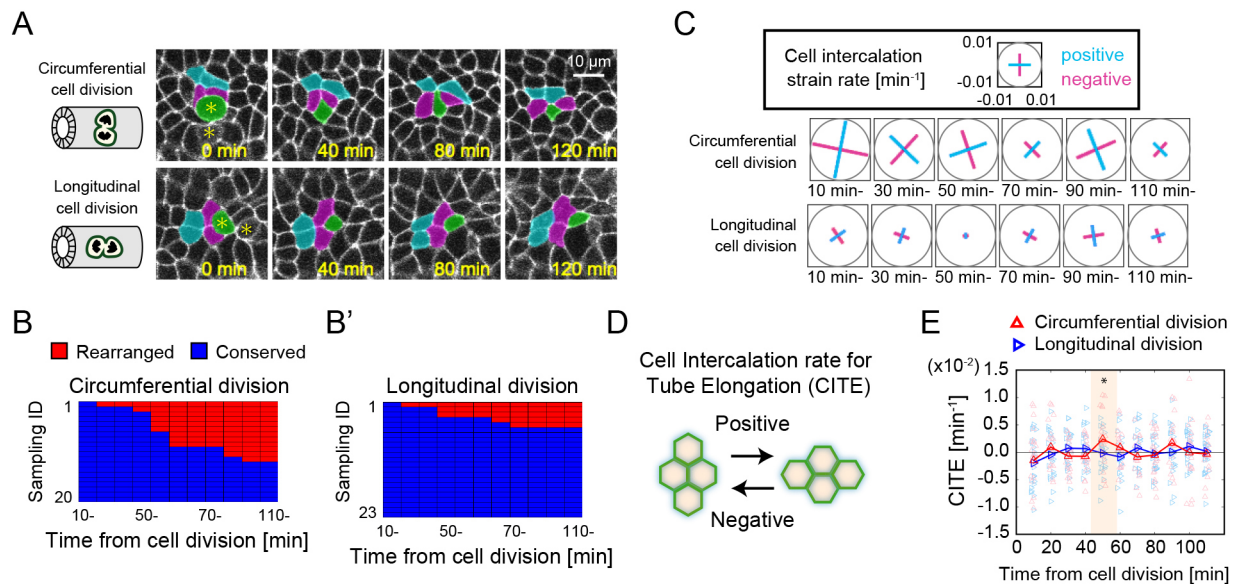 A
Circumferential
cell division
10 μm
*
*
0 min
40 min
80 min
120 min
Longitudinal
cell division
*
*
0 min
40 min
80 min
120 min
B
Rearranged
Conserved
Circumferential division
Sampling ID
1
20
10-
50-
70-
110-
Time from cell division [min]
B’
Longitudinal division
Sampling ID
1
23
10-
50-
70-
110-
Time from cell division [min]
C
Cell intercalation
strain rate [min⁻¹]
0.01
-0.01
-0.01
0.01
positive
negative
Circumferential
cell division
10 min-
30 min-
50 min-
70 min-
90 min-
110 min-
Longitudinal
cell division
10 min-
30 min-
50 min-
70 min-
90 min-
110 min-
D
Cell Intercalation rate for
Tube Elongation (CITE)
Positive
Negative
E
Circumferential division
Longitudinal division
(x10⁻²)
CITE [min⁻¹]
1.5
1.0
0.5
0.0
-0.5
-1.0
-1.5
*
0
20
40
60
80
100
Time from cell division [min]